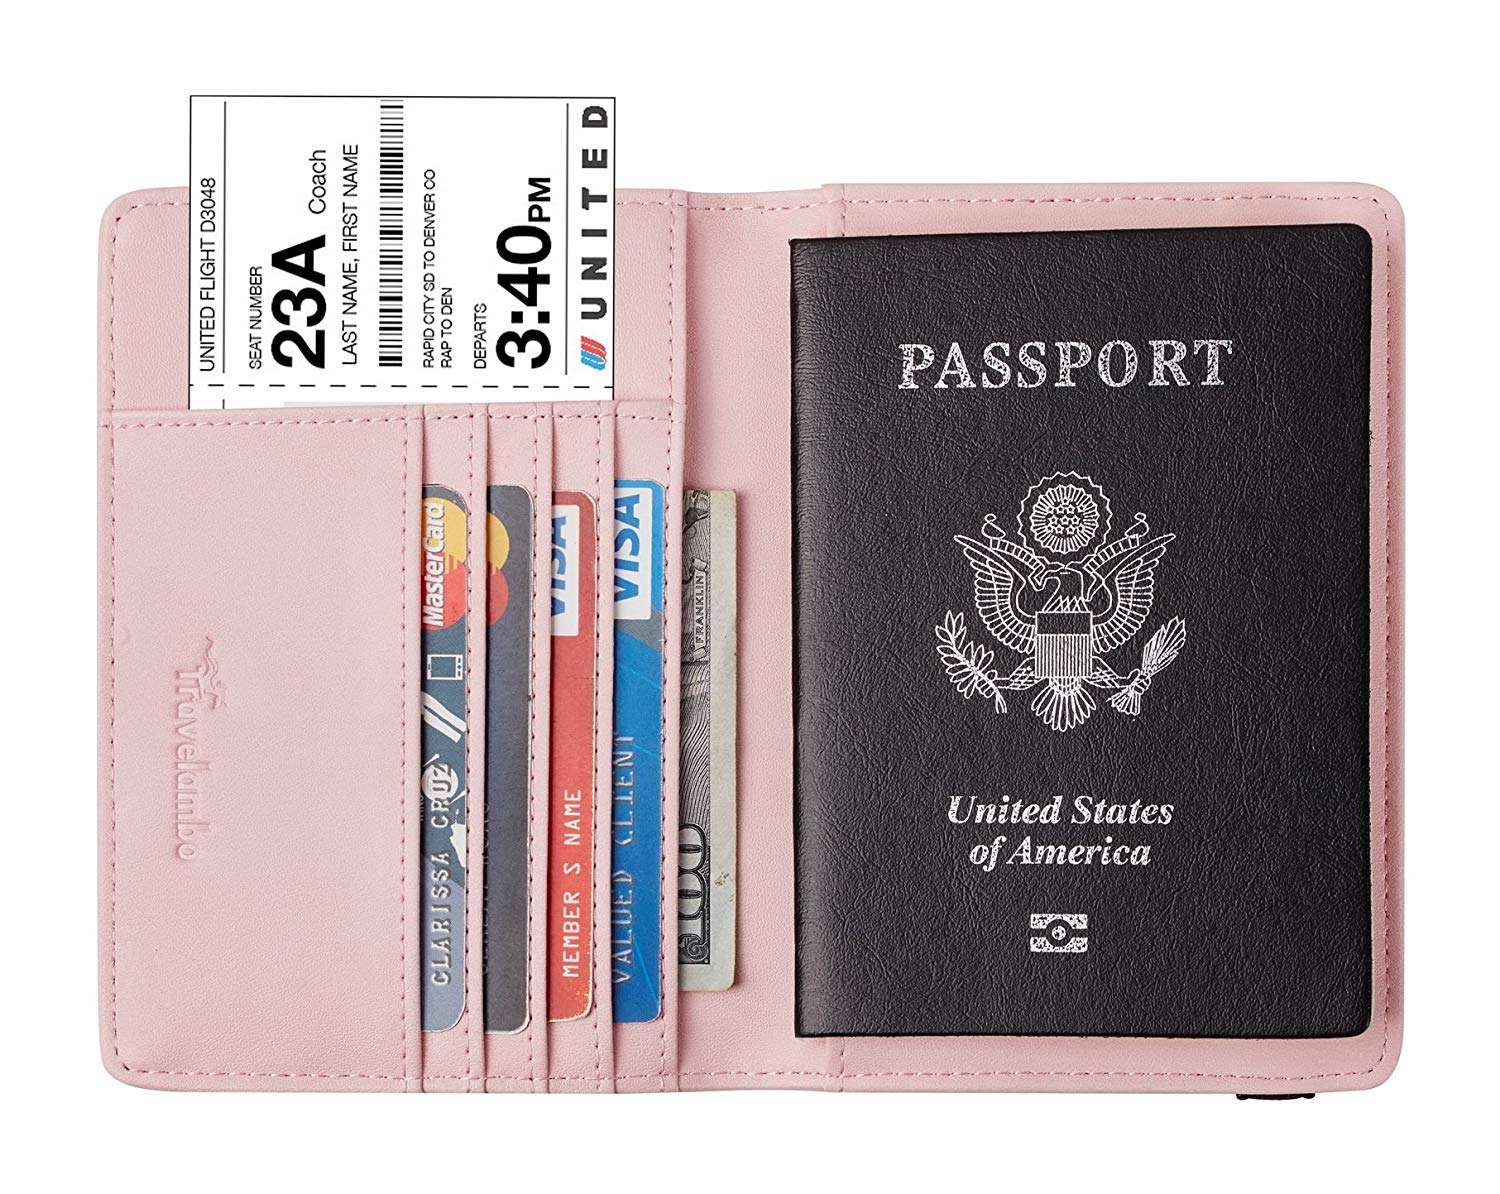 UNITED FLIGHT D3048
SEAT NUMBER
23A Coach
LAST NAME, FIRST NAME
RAPID CITY SD TO DENVER CO
RAP TO DEN
DEPARTS
3:40PM
UNITED
Travelambo
MasterCard
CLARISSA CRUZ
VISA
MEMBER S NAME
VISA
VALUED CLIENT
FRANKLIN
100
PASSPORT
United States
of America